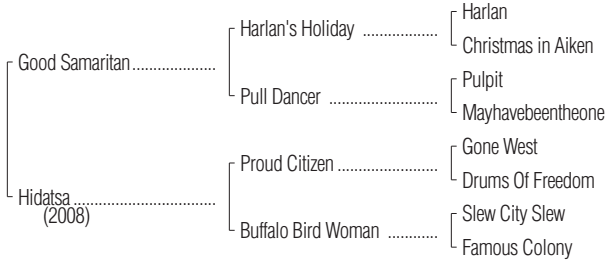 Harlan
Harlan's Holiday ..................
Christmas in Aiken
Good Samaritan ....................
Pulpit
Pull Dancer ..........................
Mayhavebeentheone
Gone West
Proud Citizen ........................
Drums Of Freedom
Hidatsa ..................................
(2008)
Slew City Slew
Buffalo Bird Woman ............
Famous Colony